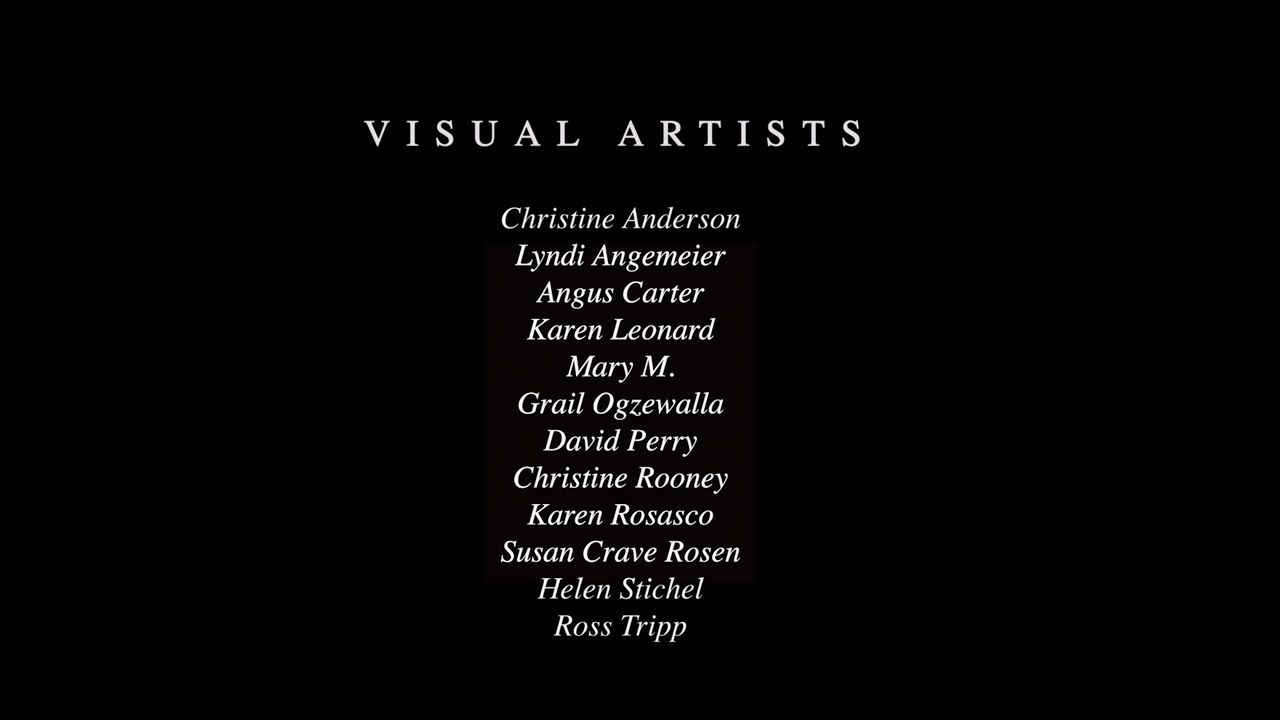 VISUAL ARTISTS
Christine Anderson
Lyndi Angemeier
Angus Carter
Karen Leonard
Mary M.
Grail Ogzewalla
David Perry
Christine Rooney
Karen Rosasco
Susan Crave Rosen
Helen Stichel
Ross Tripp